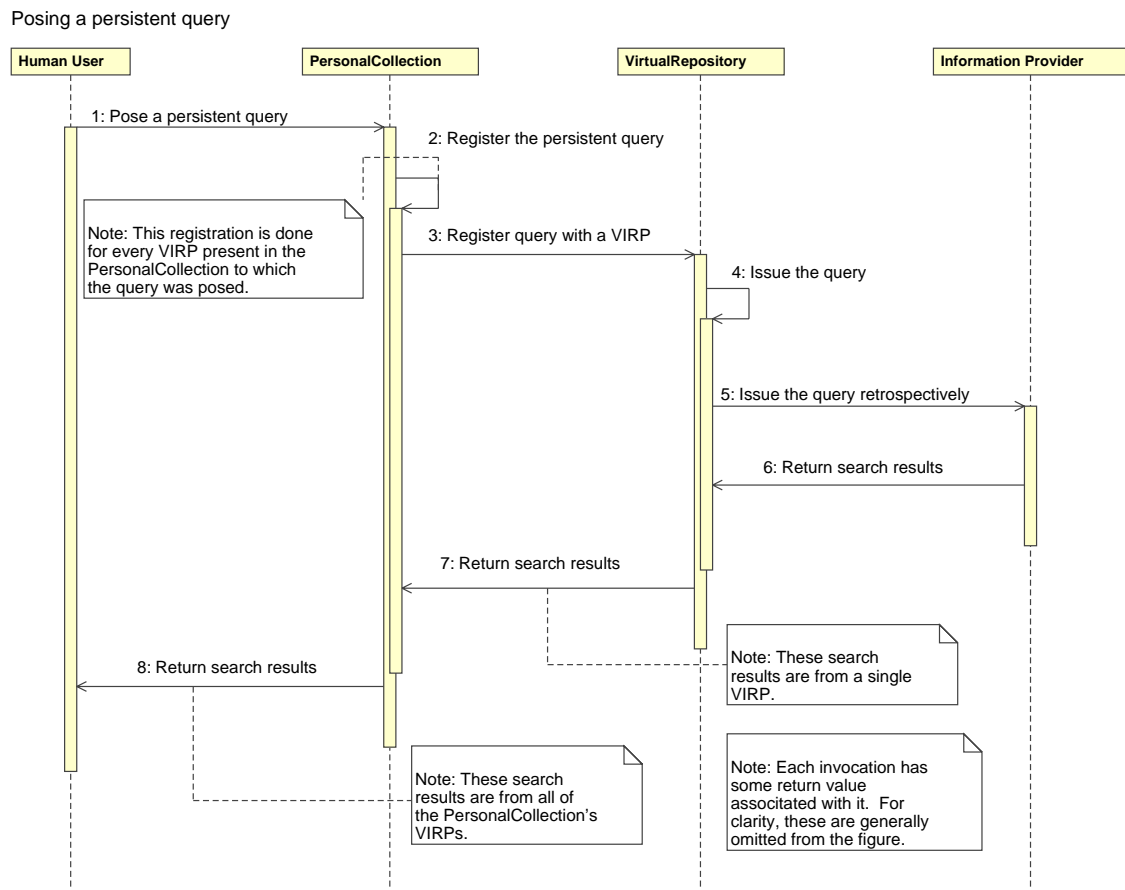 Posing a persistent query
Human User
PersonalCollection
VirtualRepository
Information Provider
1: Pose a persistent query
2: Register the persistent query
Note: This registration is done
for every VIRP present in the
PersonalCollection to which
the query was posed.
3: Register query with a VIRP
4: Issue the query
5: Issue the query retrospectively
6: Return search results
7: Return search results
Note: These search
results are from a single
VIRP.
8: Return search results
Note: These search
results are from all of
the PersonalCollection's
VIRPs.
Note: Each invocation has
some return value
associtated with it.  For
clarity, these are generally
omitted from the figure.